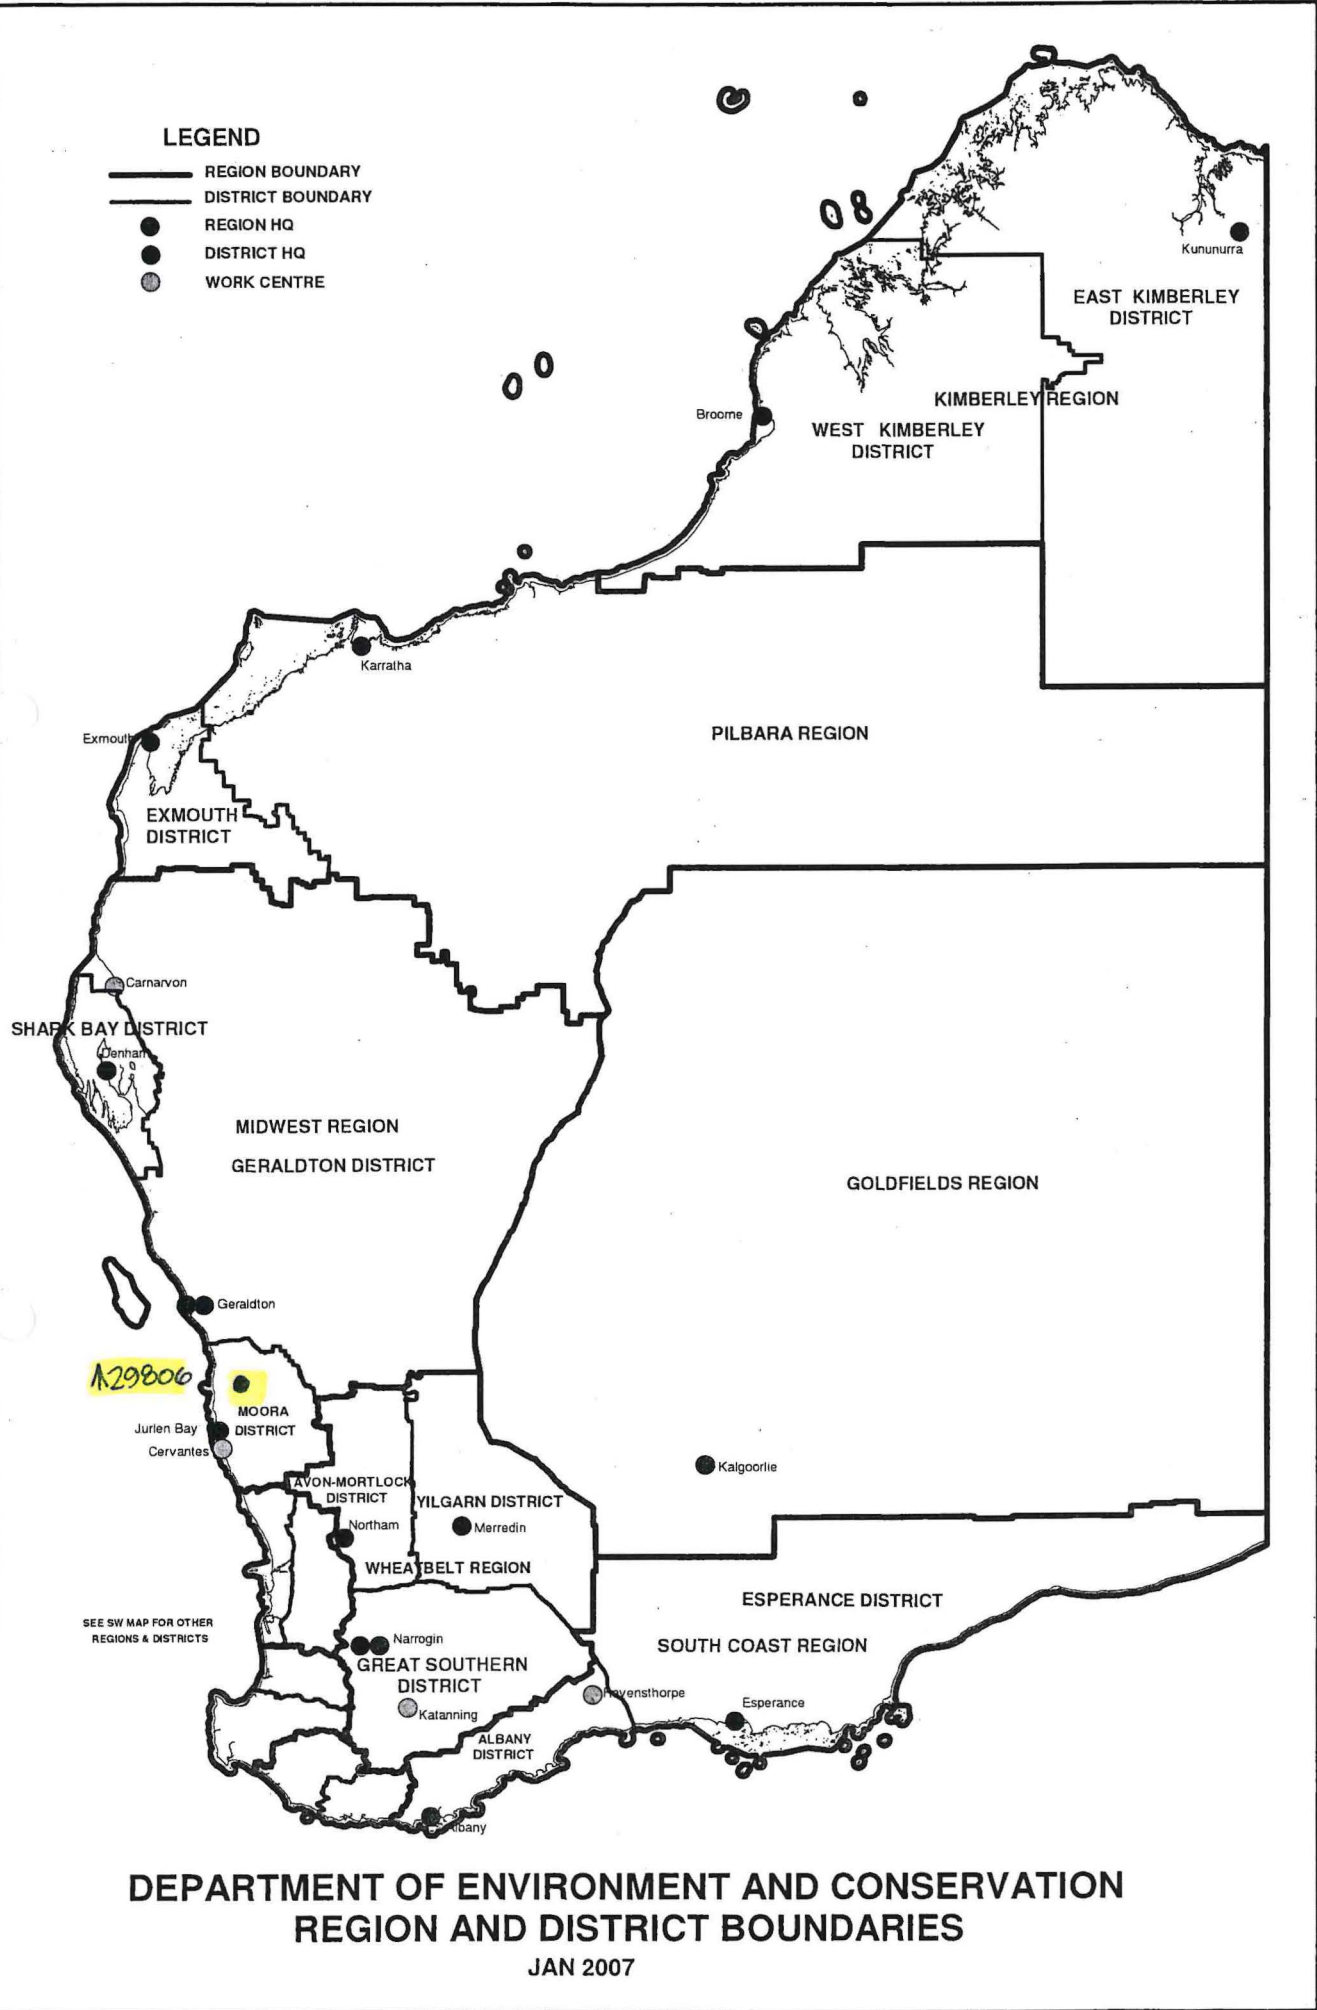 LEGEND
REGION BOUNDARY
DISTRICT BOUNDARY
REGION HQ
DISTRICT HQ
WORK CENTRE
Kununurra
EAST KIMBERLEY
DISTRICT
KIMBERLEY REGION
Broome
WEST KIMBERLEY
DISTRICT
Karratha
PILBARA REGION
Exmouth
EXMOUTH
DISTRICT
Carnarvon
SHARK BAY DISTRICT
Denham
MIDWEST REGION
GERALDTON DISTRICT
GOLDFIELDS REGION
Geraldton
A29806
MOORA
DISTRICT
Jurien Bay
Cervantes
Kalgoorlie
AVON-MORTLOCK
DISTRICT
YILGARN DISTRICT
Northam
Merredin
WHEATBELT REGION
ESPERANCE DISTRICT
SEE SW MAP FOR OTHER
REGIONS & DISTRICTS
Narrogin
SOUTH COAST REGION
GREAT SOUTHERN
DISTRICT
Ravensthorpe
Katanning
Esperance
ALBANY
DISTRICT
Albany
DEPARTMENT OF ENVIRONMENT AND CONSERVATION
REGION AND DISTRICT BOUNDARIES
JAN 2007